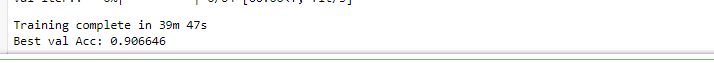 Training complete in 39m 47s
Best val Acc: 0.906646